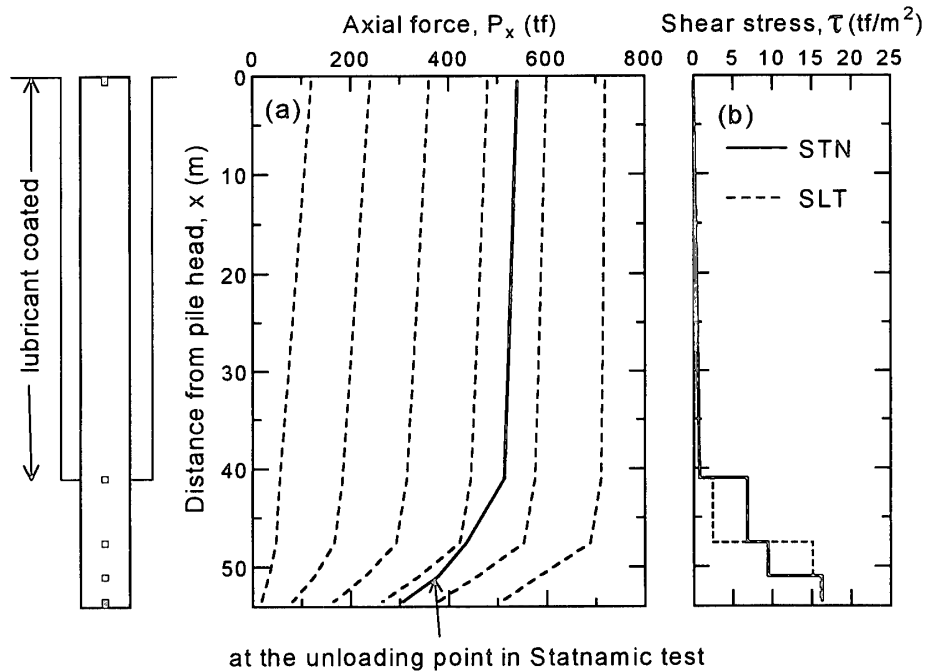 Axial force, Pₓ (tf)
0 200 400 600 800
Shear stress, τ (tf/m²)
0 5 10 15 20 25
lubricant coated
Distance from pile head, x (m)
0
10
20
30
40
50
(a)
(b)
STN
SLT
at the unloading point in Statnamic test